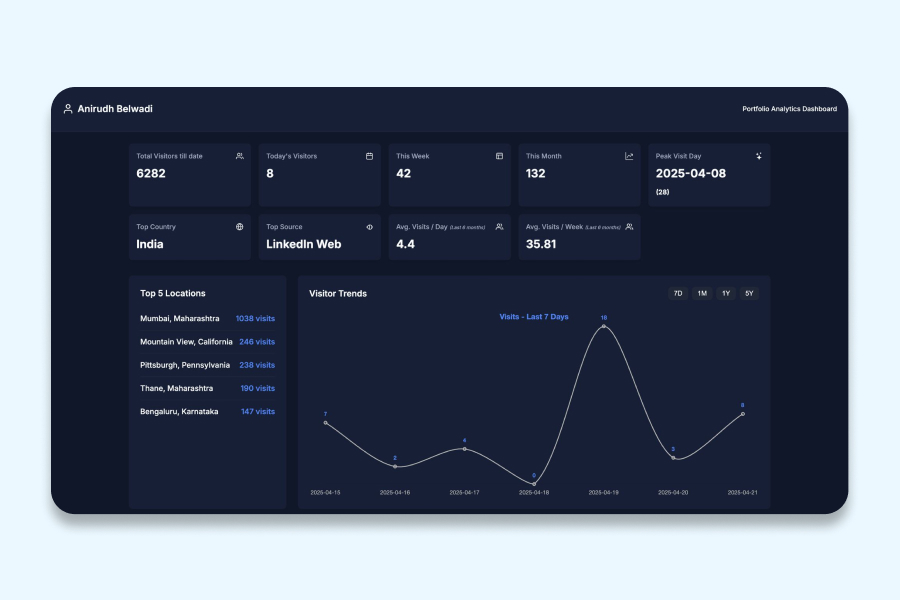 Anirudh Belwadi
Portfolio Analytics Dashboard
Total Visitors till date
6282
Today's Visitors
8
This Week
42
This Month
132
Peak Visit Day
2025-04-08
(28)
Top Country
India
Top Source
LinkedIn Web
Avg. Visits / Day (Last 6 months)
4.4
Avg. Visits / Week (Last 6 months)
35.81
Top 5 Locations
Mumbai, Maharashtra 1038 visits
Mountain View, California 246 visits
Pittsburgh, Pennsylvania 238 visits
Thane, Maharashtra 190 visits
Bengaluru, Karnataka 147 visits
Visitor Trends
7D 1M 1Y 5Y
Visits - Last 7 Days
18
7
2
4
0
3
8
2025-04-15 2025-04-16 2025-04-17 2025-04-18 2025-04-19 2025-04-20 2025-04-21